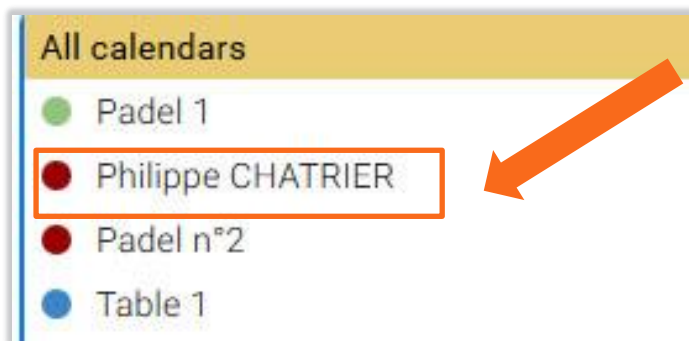 All calendars
Padel 1
Philippe CHATRIER
Padel n°2
Table 1